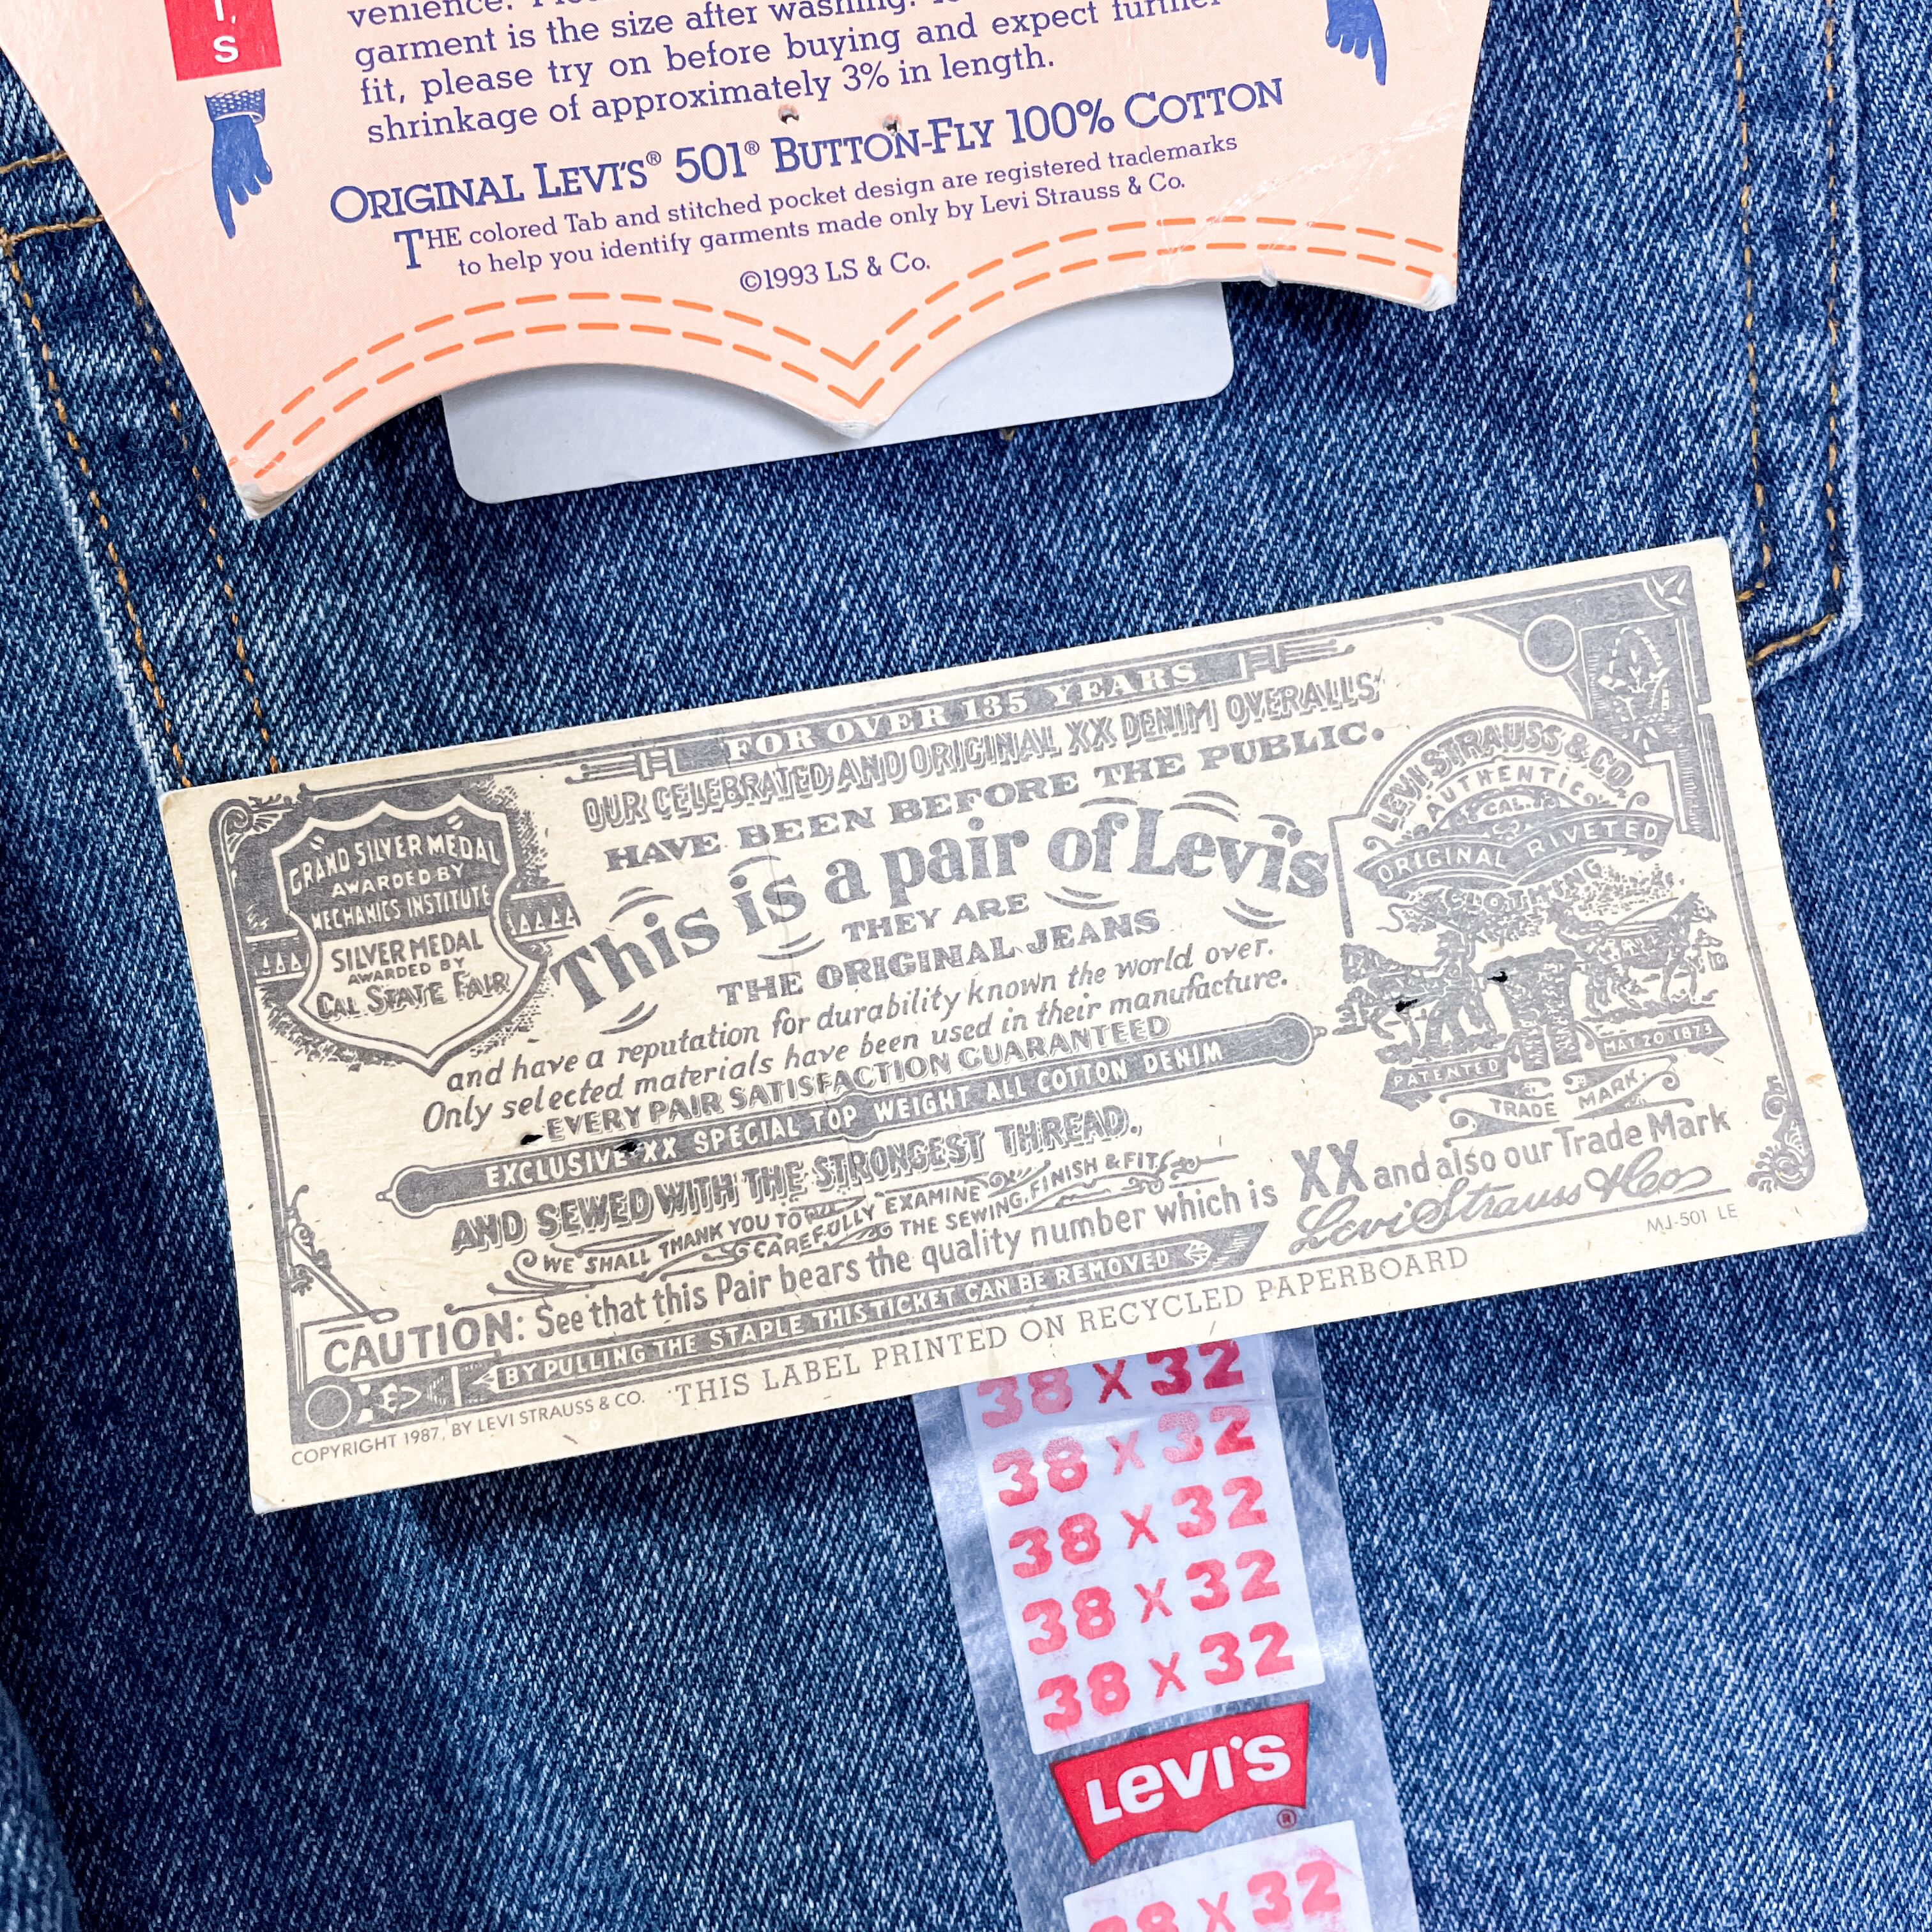 I,
S
garment is the size after washing.
fit, please try on before buying and expect further
shrinkage of approximately 3% in length.
ORIGINAL LEVI'S® 501® BUTTON-FLY 100% COTTON
THE colored Tab and stitched pocket design are registered trademarks
to help you identify garments made only by Levi Strauss & Co.
©1993 LS & Co.
FOR OVER 135 YEARS
OUR CELEBRATED AND ORIGINAL XX DENIM OVERALLS
HAVE BEEN BEFORE THE PUBLIC.
This is a pair of Levi's
THEY ARE
THE ORIGINAL JEANS
and have a reputation for durability known the world over.
Only selected materials have been used in their manufacture.
EVERY PAIR SATISFACTION GUARANTEED
EXCLUSIVE XX SPECIAL TOP WEIGHT ALL COTTON DENIM
AND SEWED WITH THE STRONGEST THREAD.
WE SHALL THANK YOU TO CAREFULLY EXAMINE THE SEWING, FINISH & FIT
CAUTION: See that this Pair bears the quality number which is XX and also our Trade Mark
BY PULLING THE STAPLE THIS TICKET CAN BE REMOVED
Levi Strauss & Co
MJ-501 LE
COPYRIGHT 1987, BY LEVI STRAUSS & CO.
THIS LABEL PRINTED ON RECYCLED PAPERBOARD
GRAND SILVER MEDAL
AWARDED BY
MECHANICS INSTITUTE
SILVER MEDAL
AWARDED BY
CAL STATE FAIR
LEVI STRAUSS & CO.
AUTHENTIC
CAL.
ORIGINAL RIVETED
CLOTHING
PATENTED
MAY 20 1873
TRADE MARK.
38 x 32
38 x 32
38 x 32
38 x 32
38 x 32
LEVI'S
®
38 x 32